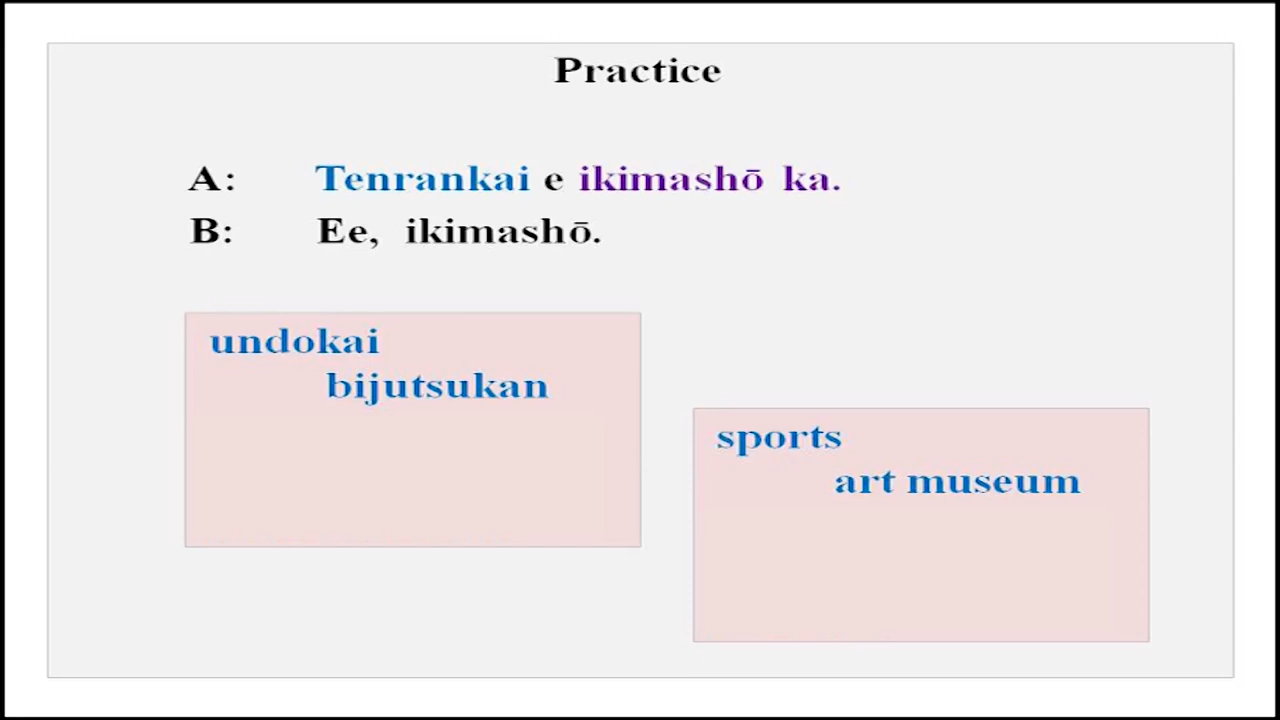 Practice
A: Tenrankai e ikimashō ka.
B: Ee, ikimashō.
undokai
bijutsukan
sports
art museum